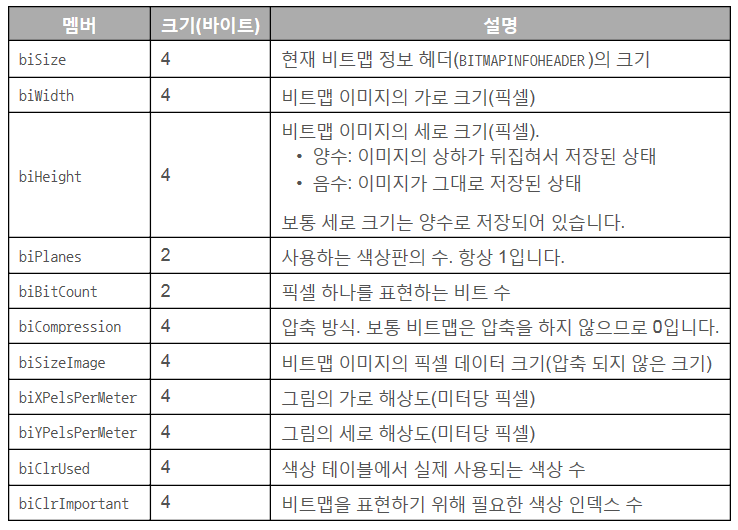 멤버 크기(바이트) 설명
biSize 4 현재 비트맵 정보 헤더(BITMAPINFOHEADER)의 크기
biWidth 4 비트맵 이미지의 가로 크기(픽셀)
biHeight 4 비트맵 이미지의 세로 크기(픽셀).
• 양수: 이미지의 상하가 뒤집혀서 저장된 상태
• 음수: 이미지가 그대로 저장된 상태
보통 세로 크기는 양수로 저장되어 있습니다.
biPlanes 2 사용하는 색상판의 수. 항상 1입니다.
biBitCount 2 픽셀 하나를 표현하는 비트 수
biCompression 4 압축 방식. 보통 비트맵은 압축을 하지 않으므로 0입니다.
biSizeImage 4 비트맵 이미지의 픽셀 데이터 크기(압축 되지 않은 크기)
biXPelsPerMeter 4 그림의 가로 해상도(미터당 픽셀)
biYPelsPerMeter 4 그림의 세로 해상도(미터당 픽셀)
biClrUsed 4 색상 테이블에서 실제 사용되는 색상 수
biClrImportant 4 비트맵을 표현하기 위해 필요한 색상 인덱스 수